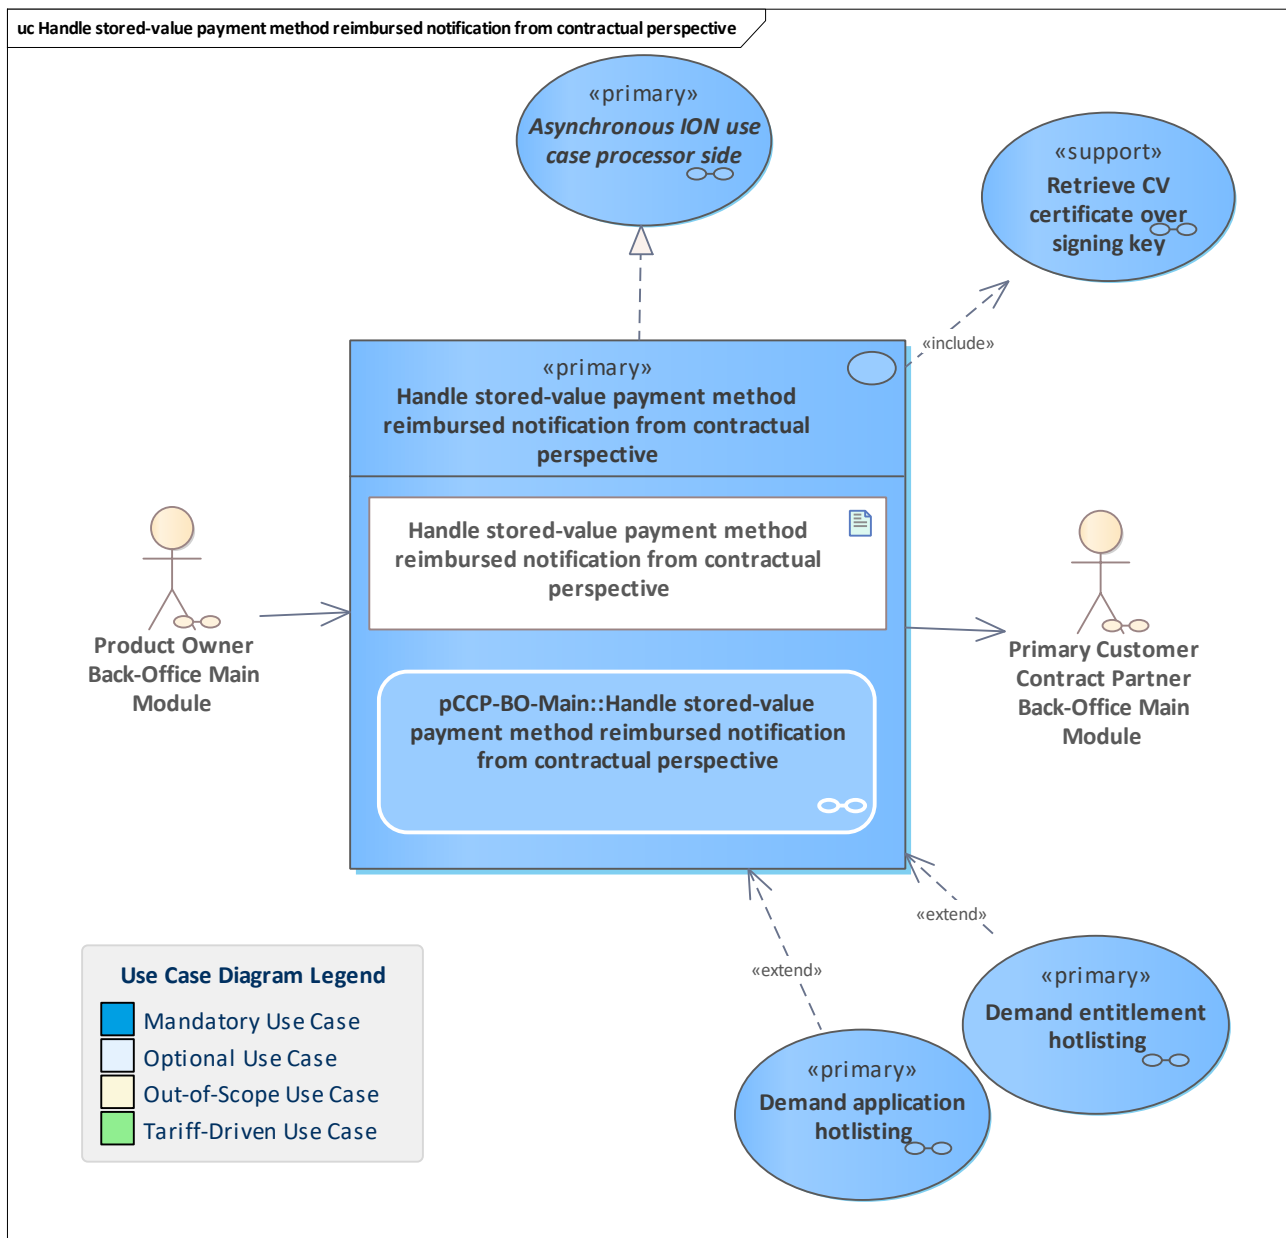 uc Handle stored-value payment method reimbursed notification from contractual perspective
«primary»
Asynchronous ION use
case processor side
«support»
Retrieve CV
certificate over
signing key
«include»
«primary»
Handle stored-value payment method
reimbursed notification from contractual
perspective
Handle stored-value payment method
reimbursed notification from contractual
perspective
Product Owner
Back-Office Main
Module
Primary Customer
Contract Partner
Back-Office Main
Module
pCCP-BO-Main::Handle stored-value
payment method reimbursed notification
from contractual perspective
«extend»
«extend»
«primary»
Demand entitlement
hotlisting
«primary»
Demand application
hotlisting
Use Case Diagram Legend
Mandatory Use Case
Optional Use Case
Out-of-Scope Use Case
Tariff-Driven Use Case